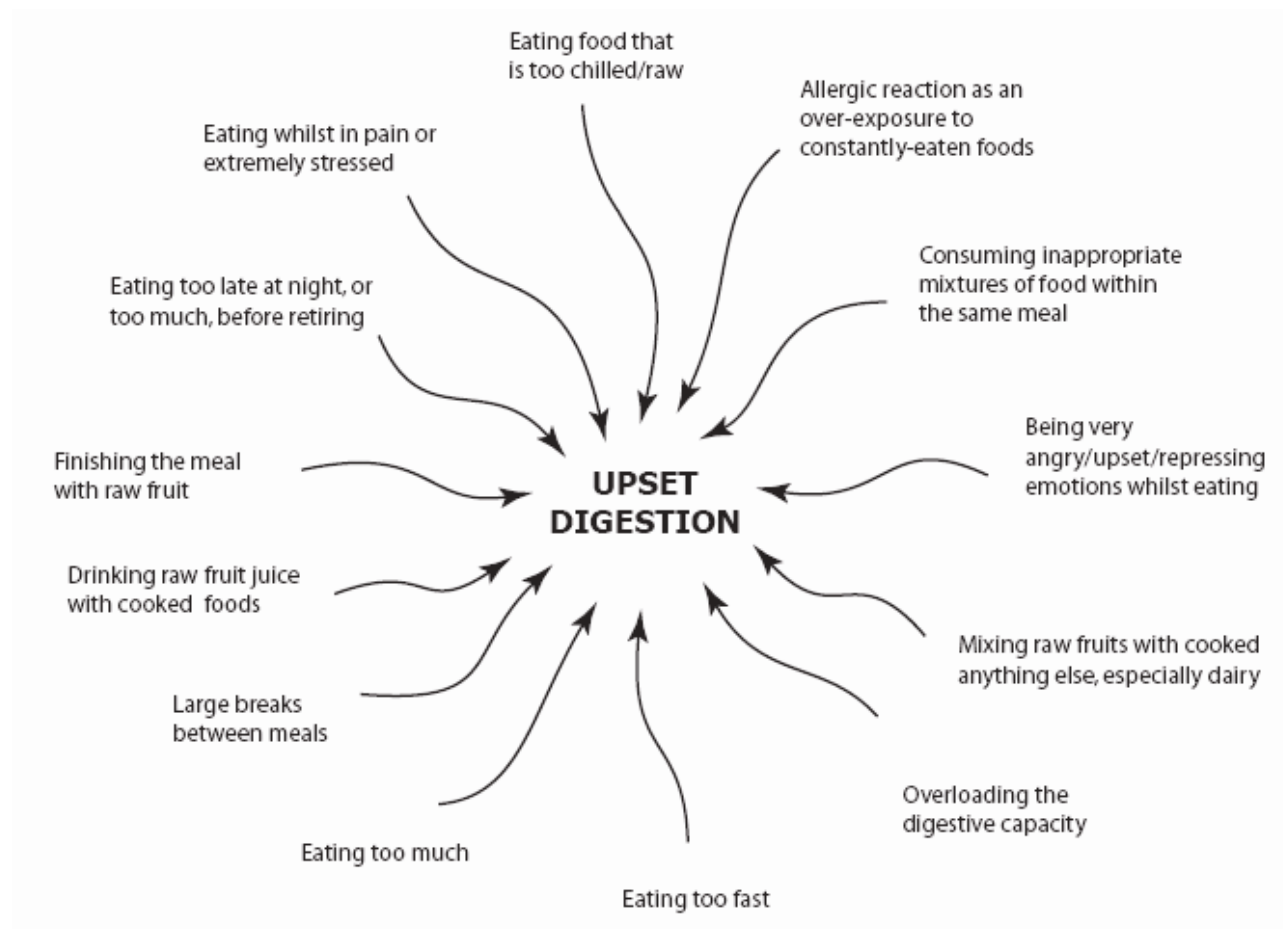 Eating food that
is too chilled/raw
Allergic reaction as an
over-exposure to
constantly-eaten foods
Eating whilst in pain or
extremely stressed
Consuming inappropriate
mixtures of food within
the same meal
Eating too late at night, or
too much, before retiring
Being very
angry/upset/repressing
emotions whilst eating
Finishing the meal
with raw fruit
UPSET
DIGESTION
Drinking raw fruit juice
with cooked foods
Mixing raw fruits with cooked
anything else, especially dairy
Large breaks
between meals
Overloading the
digestive capacity
Eating too much
Eating too fast